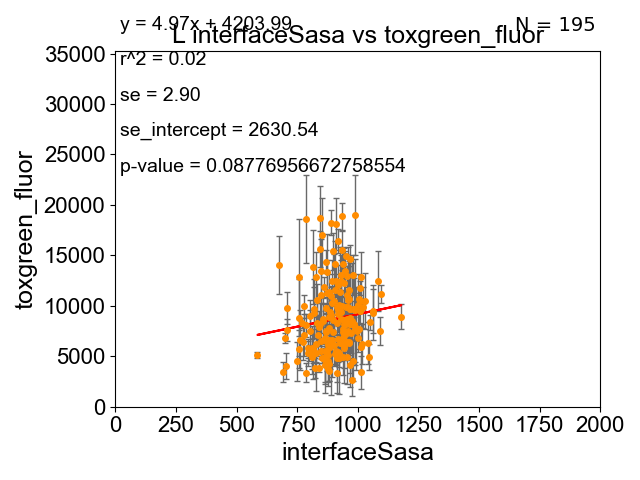 y = 4.97x + 4203.99
N = 195
L interfaceSasa vs toxgreen_fluor
r^2 = 0.02
se = 2.90
se_intercept = 2630.54
p-value = 0.08776956672758554
35000
30000
25000
20000
15000
10000
5000
0
toxgreen_fluor
0 250 500 750 1000 1250 1500 1750 2000
interfaceSasa